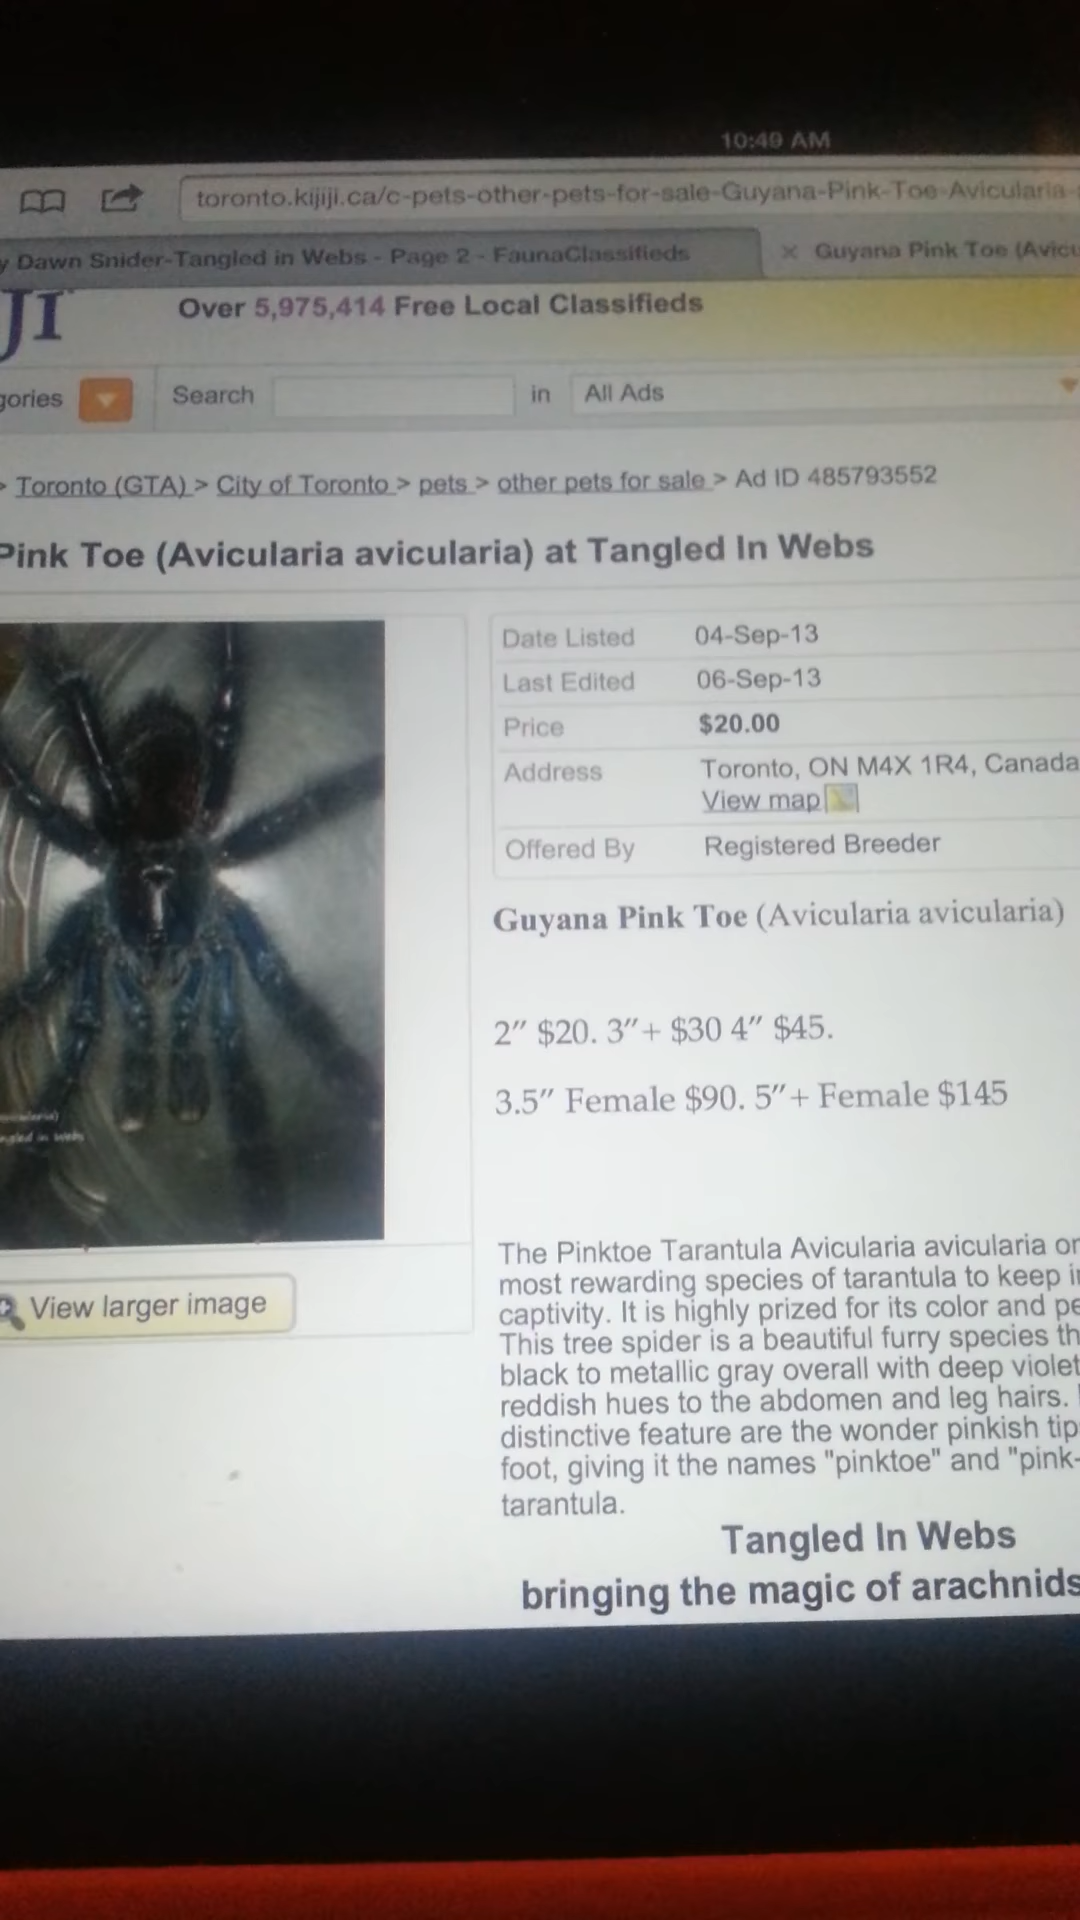 10:49 AM
toronto.kijiji.ca/c-pets-other-pets-for-sale-Guyana-Pink-Toe-Avicularia-
y Dawn Snider-Tangled in Webs - Page 2 - FaunaClassifieds
× Guyana Pink Toe (Avicu
JI
Over 5,975,414 Free Local Classifieds
gories Search in All Ads
> Toronto (GTA) > City of Toronto > pets > other pets for sale > Ad ID 485793552
Pink Toe (Avicularia avicularia) at Tangled In Webs
Date Listed 04-Sep-13
Last Edited 06-Sep-13
Price $20.00
Address Toronto, ON M4X 1R4, Canada
View map
Offered By Registered Breeder
Guyana Pink Toe (Avicularia avicularia)
2" $20. 3"+ $30 4" $45.
3.5" Female $90. 5"+ Female $145
ngled in Webs
View larger image
The Pinktoe Tarantula Avicularia avicularia or
most rewarding species of tarantula to keep i
captivity. It is highly prized for its color and pe
This tree spider is a beautiful furry species th
black to metallic gray overall with deep violet
reddish hues to the abdomen and leg hairs.
distinctive feature are the wonder pinkish tip
foot, giving it the names "pinktoe" and "pink-
tarantula.
Tangled In Webs
bringing the magic of arachnids